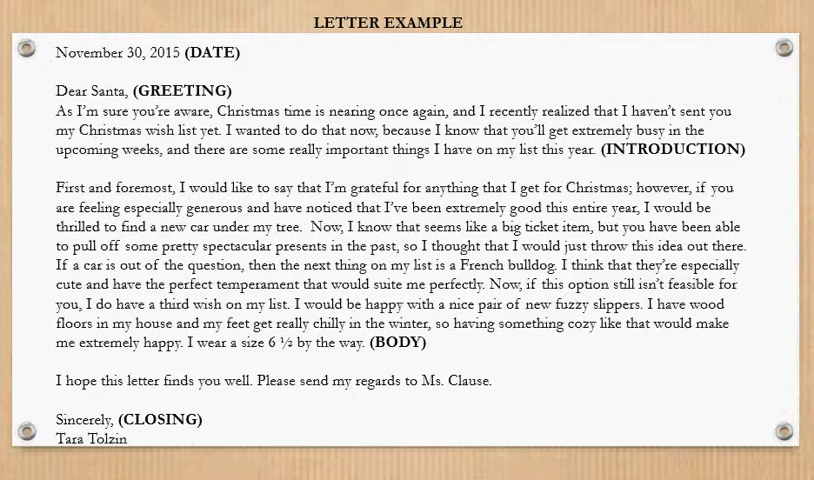 LETTER EXAMPLE
November 30, 2015 (DATE)
Dear Santa, (GREETING)
As I'm sure you're aware, Christmas time is nearing once again, and I recently realized that I haven't sent you
my Christmas wish list yet. I wanted to do that now, because I know that you'll get extremely busy in the
upcoming weeks, and there are some really important things I have on my list this year. (INTRODUCTION)
First and foremost, I would like to say that I'm grateful for anything that I get for Christmas; however, if you
are feeling especially generous and have noticed that I've been extremely good this entire year, I would be
thrilled to find a new car under my tree.  Now, I know that seems like a big ticket item, but you have been able
to pull off some pretty spectacular presents in the past, so I thought that I would just throw this idea out there.
If a car is out of the question, then the next thing on my list is a French bulldog. I think that they're especially
cute and have the perfect temperament that would suite me perfectly. Now, if this option still isn't feasible for
you, I do have a third wish on my list. I would be happy with a nice pair of new fuzzy slippers. I have wood
floors in my house and my feet get really chilly in the winter, so having something cozy like that would make
me extremely happy. I wear a size 6 ½ by the way. (BODY)
I hope this letter finds you well. Please send my regards to Ms. Clause.
Sincerely, (CLOSING)
Tara Tolzin